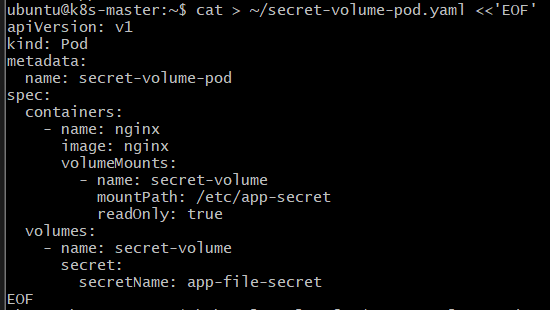 ubuntu@k8s-master:~$ cat > ~/secret-volume-pod.yaml <<'EOF'
apiVersion: v1
kind: Pod
metadata:
  name: secret-volume-pod
spec:
  containers:
    - name: nginx
      image: nginx
      volumeMounts:
        - name: secret-volume
          mountPath: /etc/app-secret
          readOnly: true
  volumes:
    - name: secret-volume
      secret:
        secretName: app-file-secret
EOF